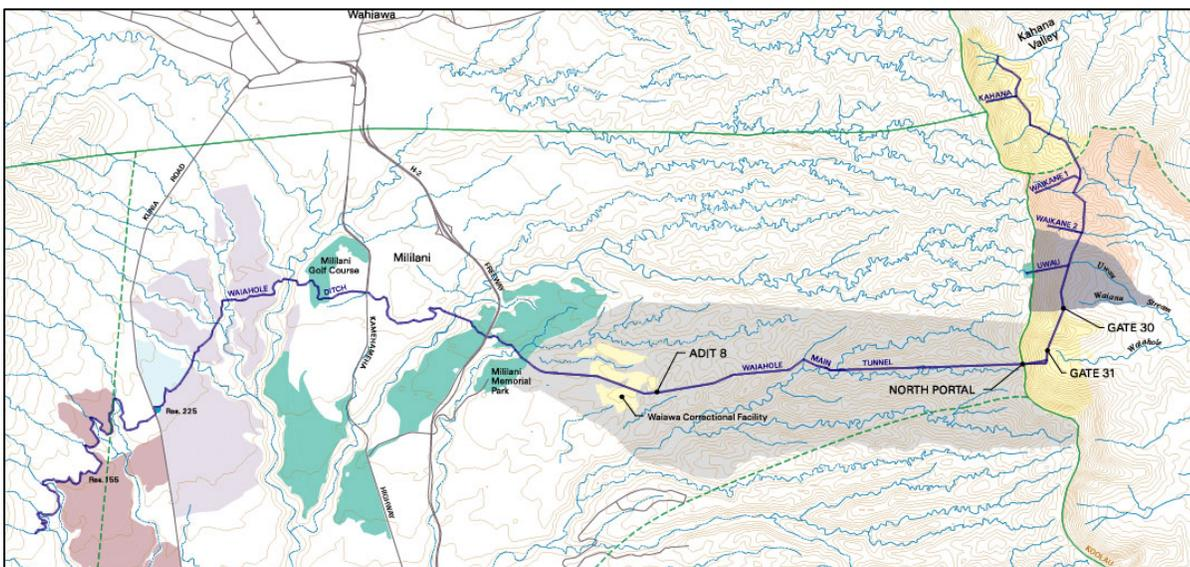 Wahiawa
Kahana
Valley
KAHANA
WAIKANE 1
WAIKANE 2
UWAU
Uwau
Stream
Waianu
Waiahole
GATE 30
GATE 31
NORTH PORTAL
KUNIA
ROAD
H-2
FREEWAY
Mililani
Golf Course
Mililani
WAIAHOLE
DITCH
KAMEHAMEHA
HIGHWAY
Mililani
Memorial
Park
ADIT 8
WAIAHOLE
MAIN
TUNNEL
Waiawa Correctional Facility
Res. 225
Res. 155
KOOLAU